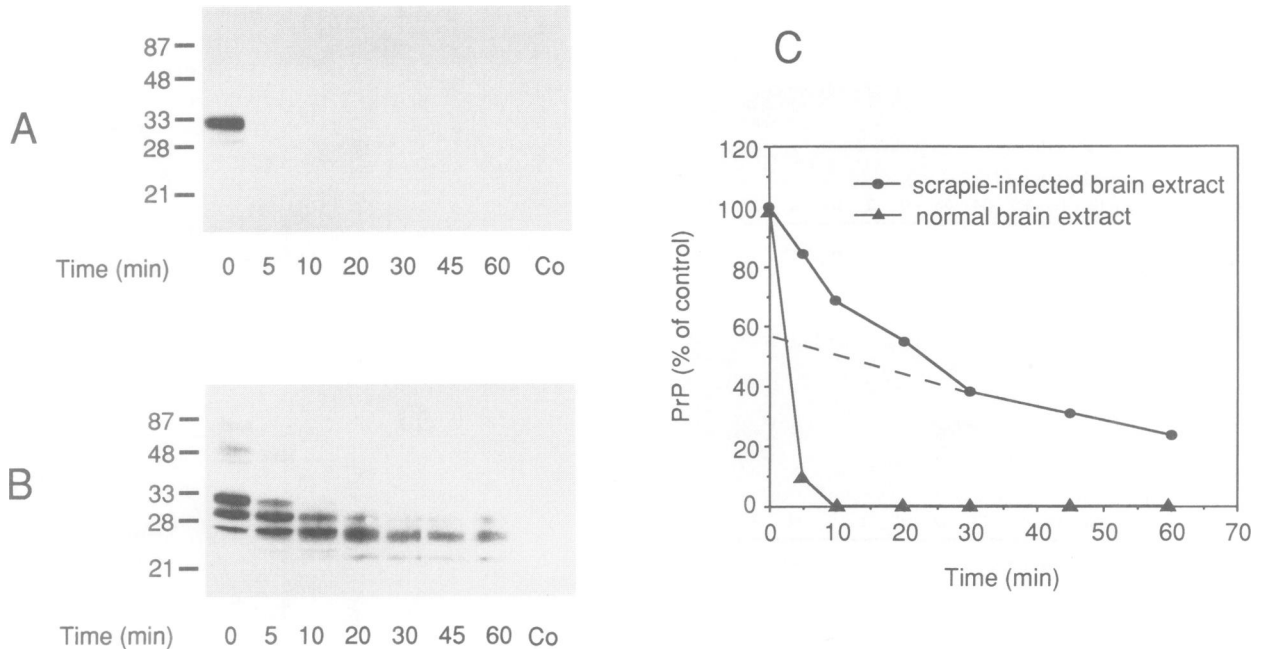 A
87
48
33
28
21
Time (min) 0 5 10 20 30 45 60 Co
B
87
48
33
28
21
Time (min) 0 5 10 20 30 45 60 Co
C
120
100
80
60
40
20
0
PrP (% of control)
scrapie-infected brain extract
normal brain extract
0 10 20 30 40 50 60 70
Time (min)